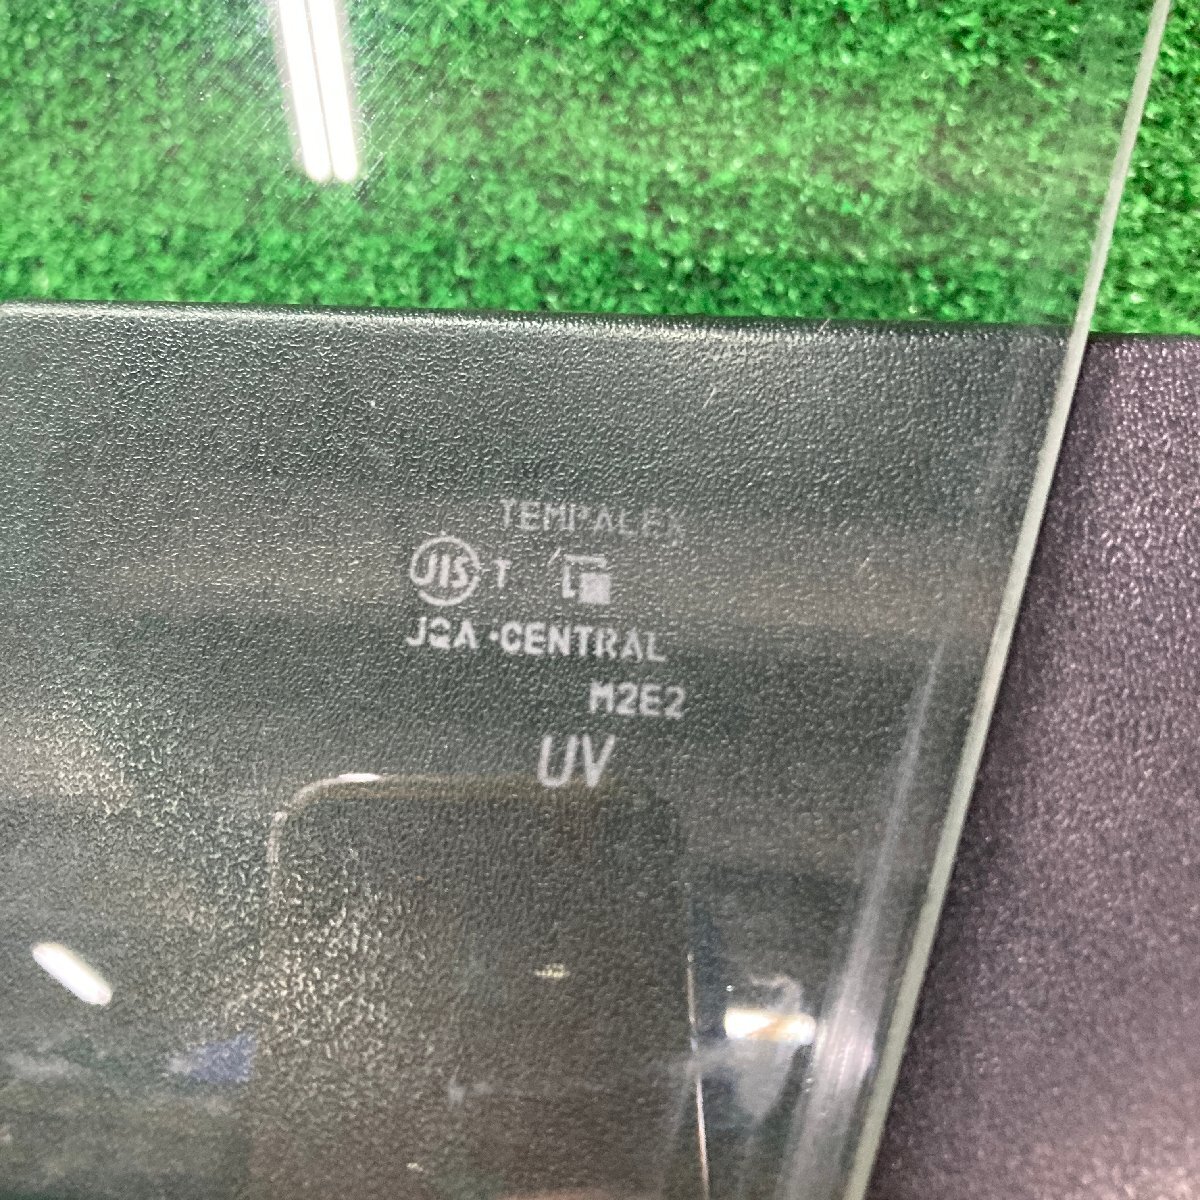 TEMPALEX
JIS T
JQA·CENTRAL
M2E2
UV